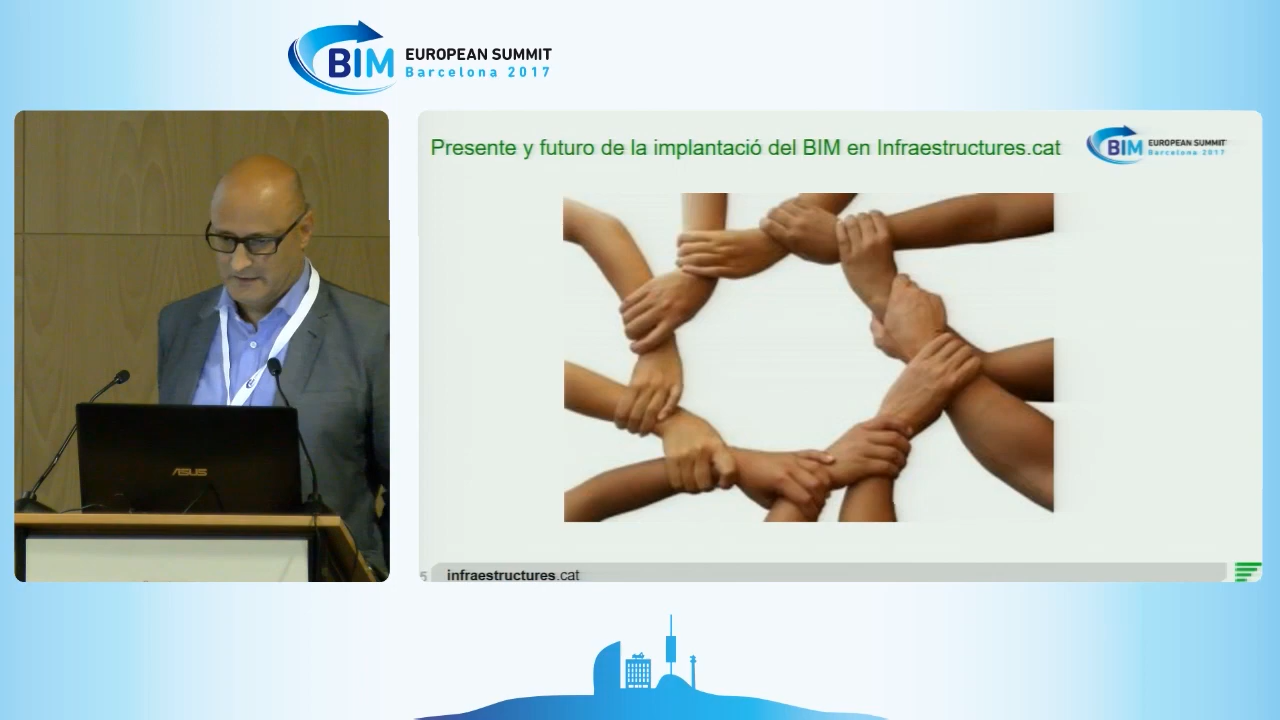 BIM EUROPEAN SUMMIT
Barcelona 2017
Presente y futuro de la implantació del BIM en Infraestructures.cat
BIM EUROPEAN SUMMIT
Barcelona 2017
ASUS
5
infraestructures.cat